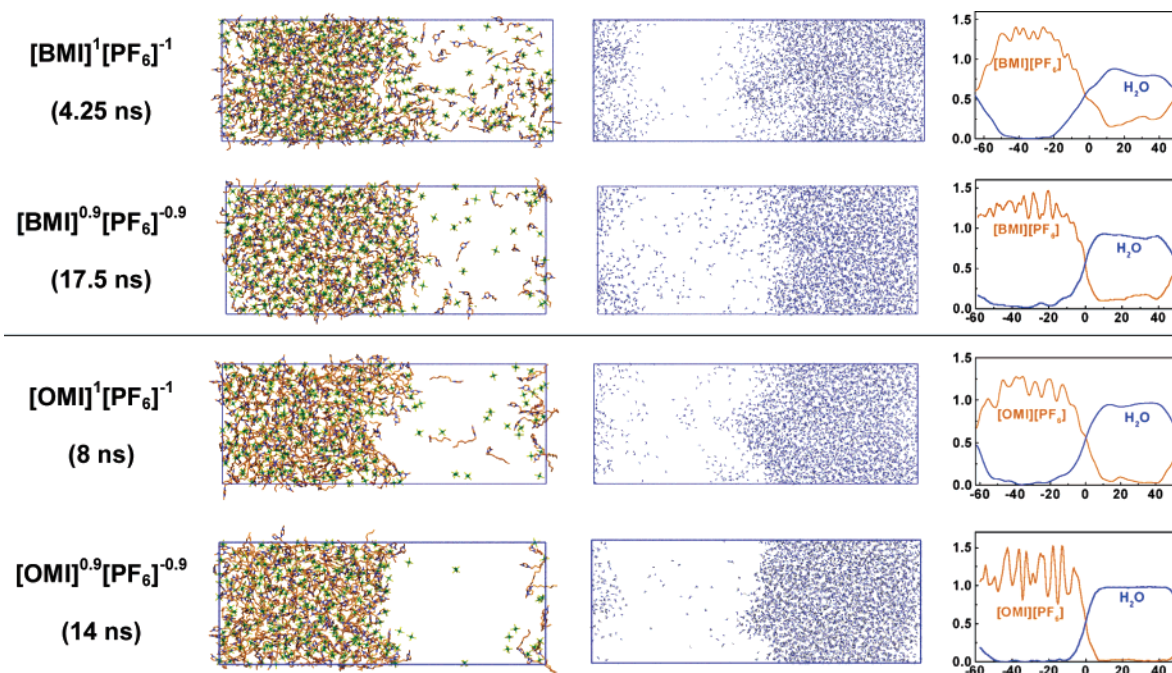 [BMI]¹[PF₆]⁻¹
(4.25 ns)
1.5
1.0
0.5
0.0
[BMI][PF₆]
H₂O
-60 -40 -20 0 20 40
[BMI]⁰·⁹[PF₆]⁻⁰·⁹
(17.5 ns)
1.5
1.0
0.5
0.0
[BMI][PF₆]
H₂O
-60 -40 -20 0 20 40
[OMI]¹[PF₆]⁻¹
(8 ns)
1.5
1.0
0.5
0.0
[OMI][PF₆]
H₂O
-60 -40 -20 0 20 40
[OMI]⁰·⁹[PF₆]⁻⁰·⁹
(14 ns)
1.5
1.0
0.5
0.0
[OMI][PF₆]
H₂O
-60 -40 -20 0 20 40